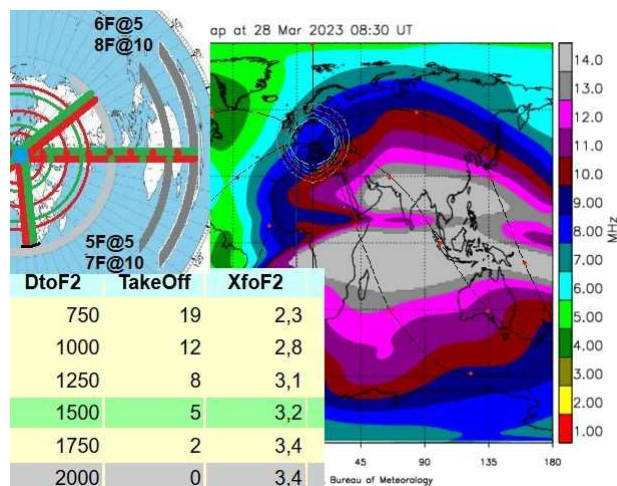 6F@5
8F@10
ap at 28 Mar 2023 08:30 UT
5F@5
7F@10
DtoF2 TakeOff XfoF2
750 19 2,3
1000 12 2,8
1250 8 3,1
1500 5 3,2
1750 2 3,4
2000 0 3,4
14.0
13.0
12.0
11.0
10.0
9.00
8.00
7.00
6.00
5.00
4.00
3.00
2.00
1.00
MHz
45 90 135 180
Bureau of Meteorology